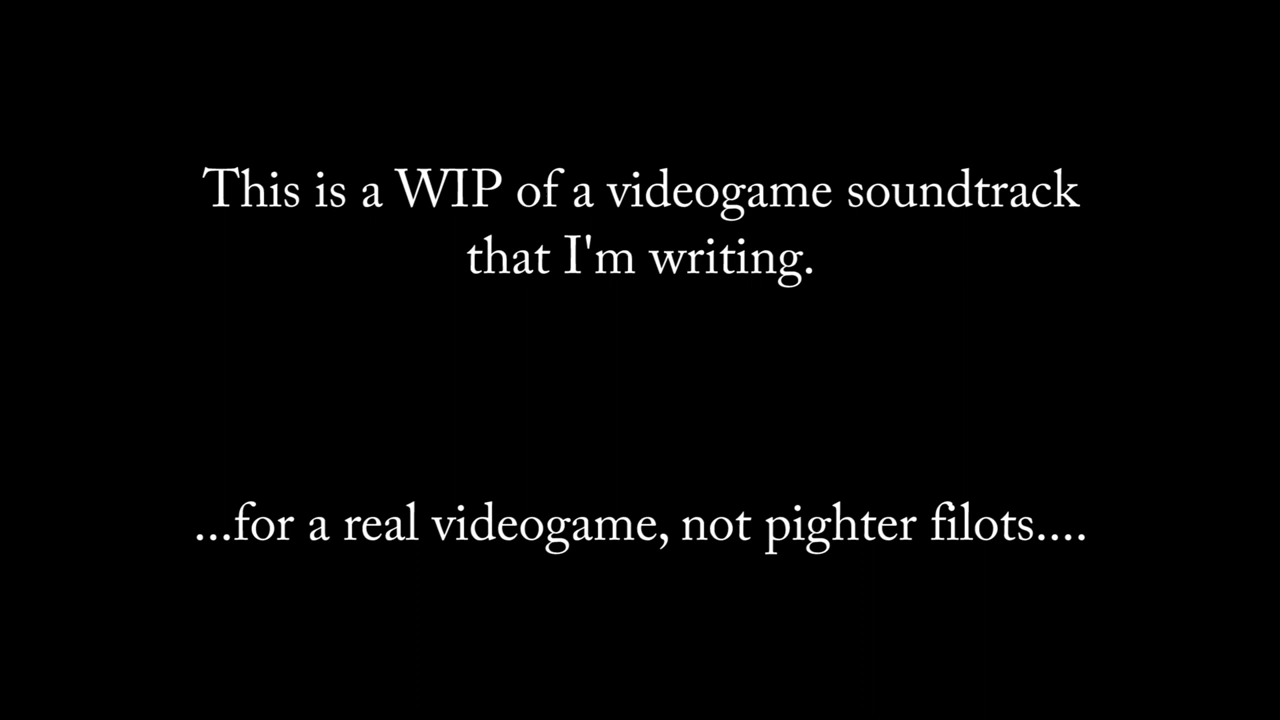 This is a WIP of a videogame soundtrack
that I'm writing.
...for a real videogame, not pighter filots....